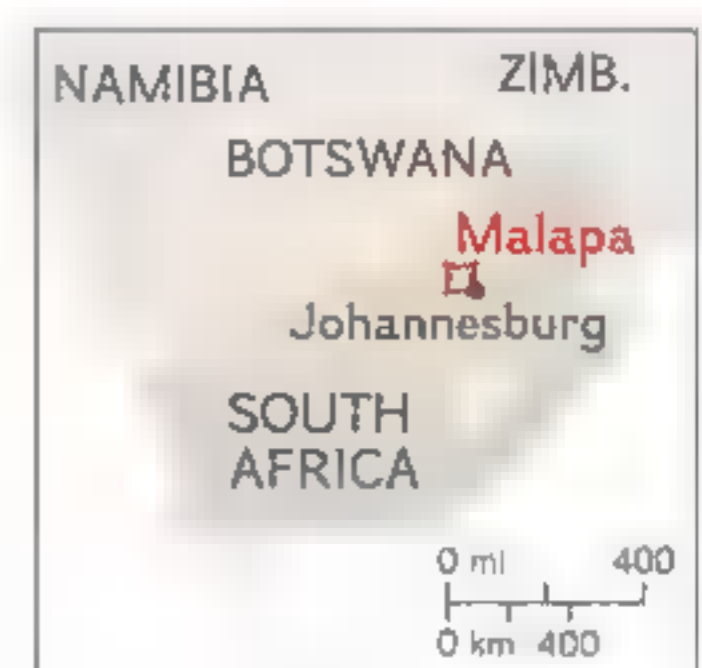 NAMIBIA
ZIMB.
BOTSWANA
Malapa
Johannesburg
SOUTH
AFRICA
0 mi 400
0 km 400